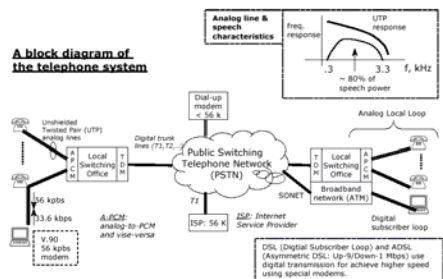 Analog line &
speech
characteristics
freq.
response
UTP
response
.3
3.3
f, kHz
~ 80% of
speech power
A block diagram of
the telephone system
Unshielded
Twisted Pair (UTP)
analog lines
Digital trunk
lines (T1,T2,...)
Dial-up
modem
< 56 k
Analog Local Loop
A
P
C
M
Local
Switching
Office
T
D
M
Public Switching
Telephone Network
(PSTN)
T
D
M
Local
Switching
Office
A
P
C
M
Broadband
network (ATM)
SONET
T1
ISP: 56 K
ISP: Internet
Service Provider
Digital
subscriber loop
56 kpbs
33.6 kbps
V.90
56 kpbs
modem
A-PCM:
analog-to-PCM
and vise-versa
DSL (Digtial Subscriber Loop) and ADSL
(Asymetric DSL: Up-9/Down-1 Mbps) use
digital transmission for achieve higher speed
using special modems.